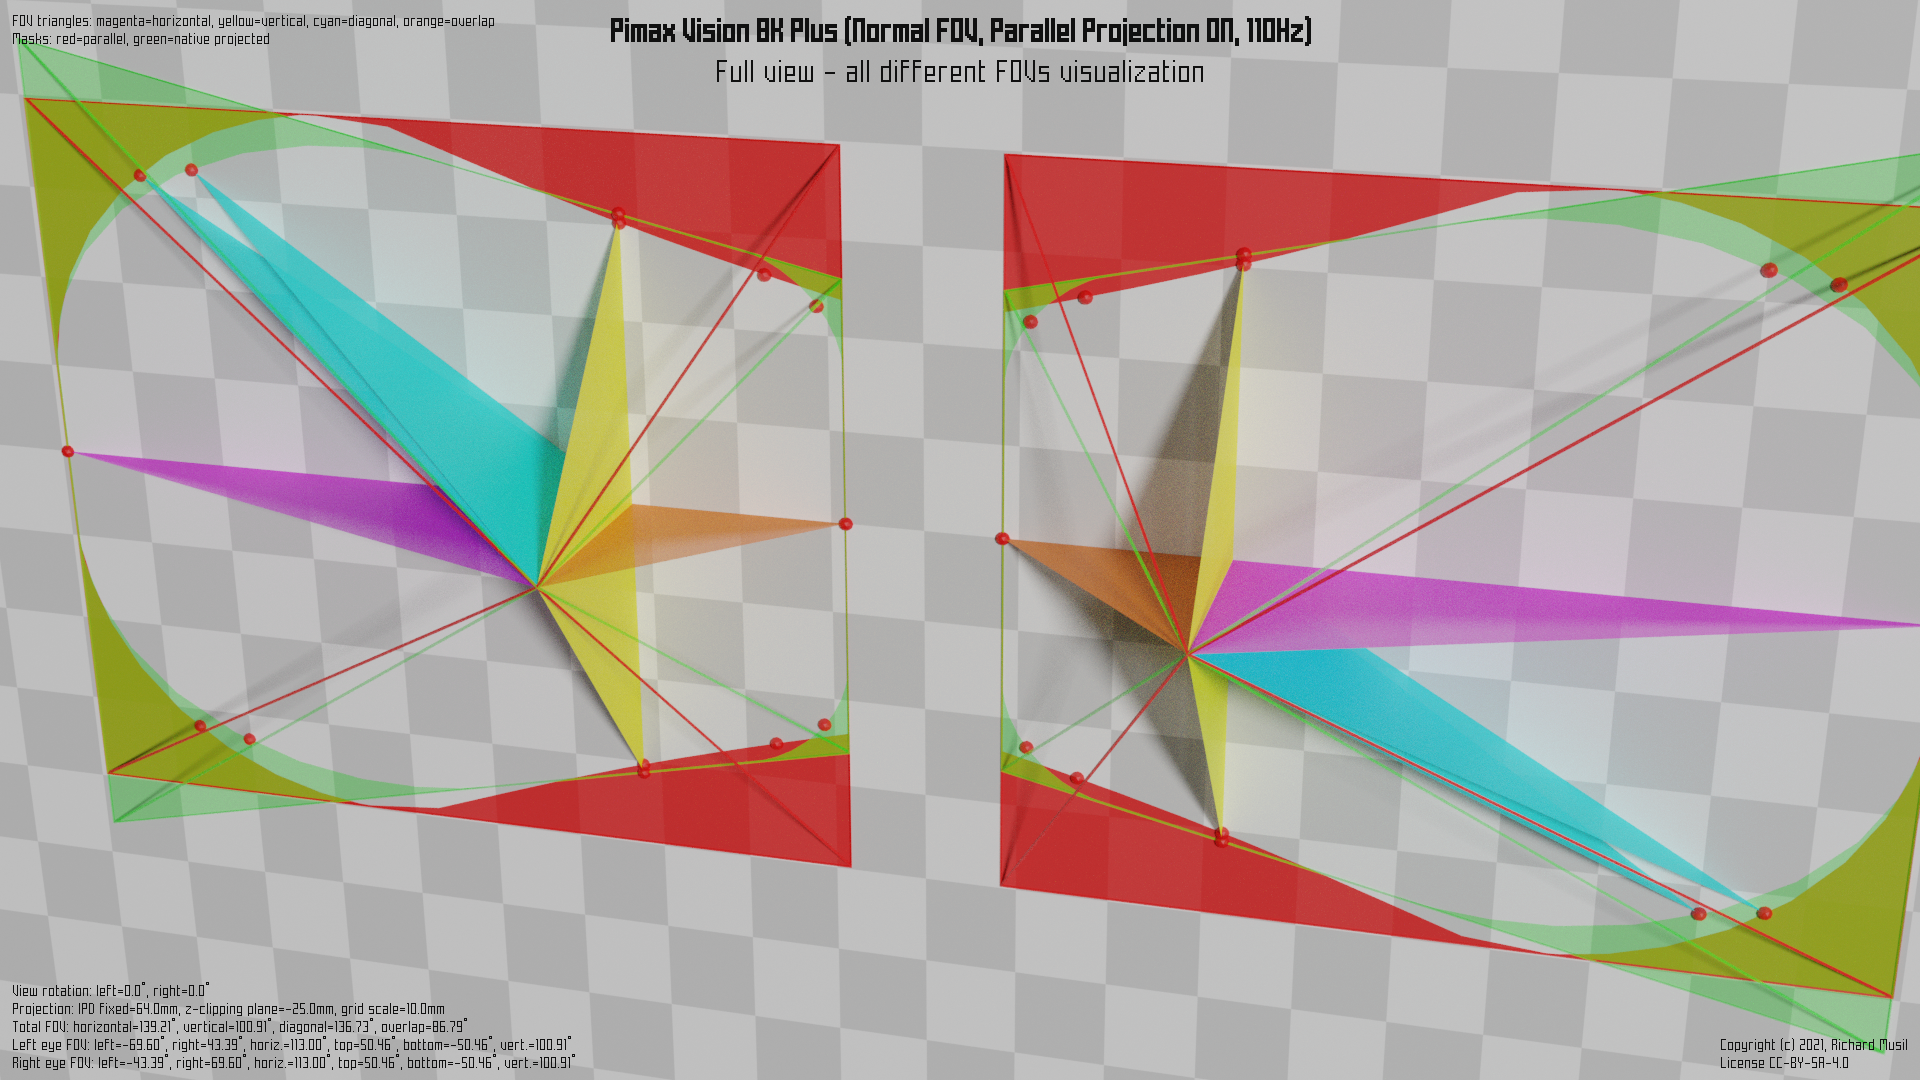 FOV triangles: magenta=horizontal, yellow=vertical, cyan=diagonal, orange=overlap
Masks: red=parallel, green=native projected
Pimax Vision 8K Plus (Normal FOV, Parallel Projection ON, 110Hz)
Full view - all different FOVs visualization
View rotation: left=0.0°, right=0.0°
Projection: IPD fixed=64.0mm, z-clipping plane=-25.0mm, grid scale=10.0mm
Total FOV: horizontal=139.21°, vertical=100.91°, diagonal=136.73°, overlap=86.79°
Left eye FOV: left=-69.60°, right=43.39°, horiz.=113.00°, top=50.46°, bottom=-50.46°, vert.=100.91°
Right eye FOV: left=-43.39°, right=69.60°, horiz.=113.00°, top=50.46°, bottom=-50.46°, vert.=100.91°
Copyright (c) 2021, Richard Musil
License CC-BY-SA-4.0